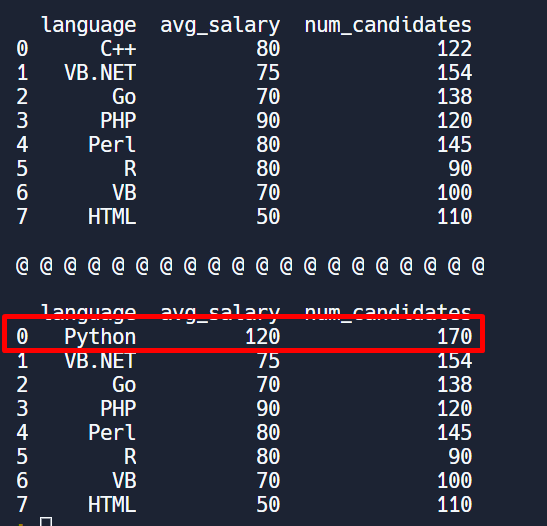 language avg_salary num_candidates
0 C++ 80 122
1 VB.NET 75 154
2 Go 70 138
3 PHP 90 120
4 Perl 80 145
5 R 80 90
6 VB 70 100
7 HTML 50 110
@ @ @ @ @ @ @ @ @ @ @ @ @ @ @ @ @ @ @ @
language avg_salary num_candidates
0 Python 120 170
1 VB.NET 75 154
2 Go 70 138
3 PHP 90 120
4 Perl 80 145
5 R 80 90
6 VB 70 100
7 HTML 50 110